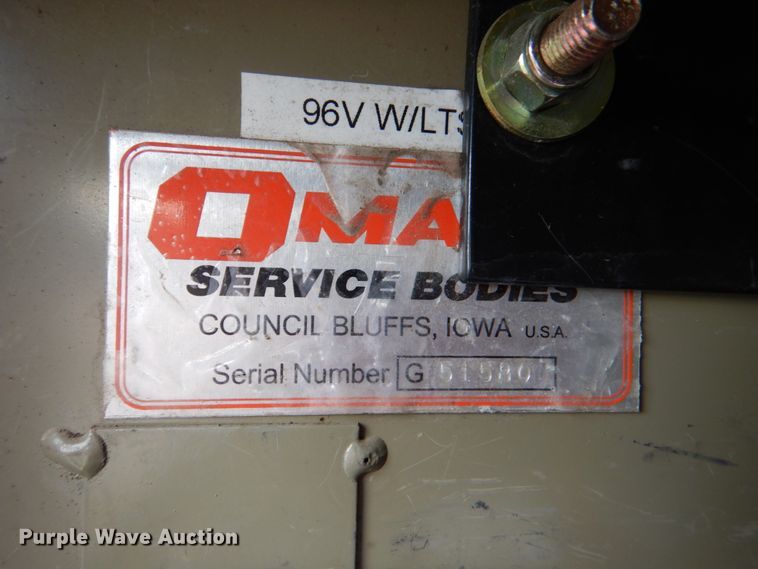 96V W/LTS
OMA
SERVICE BODIES
COUNCIL BLUFFS, IOWA U.S.A.
Serial Number G
Purple Wave Auction